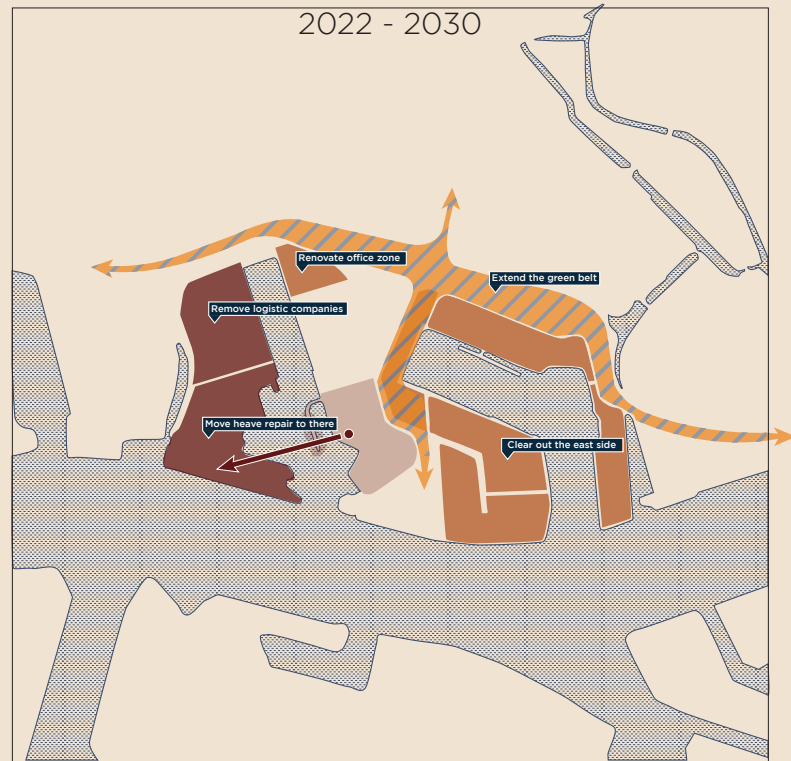 2022 - 2030
Renovate office zone
Extend the green belt
Remove logistic companies
Move heave repair to there
Clear out the east side